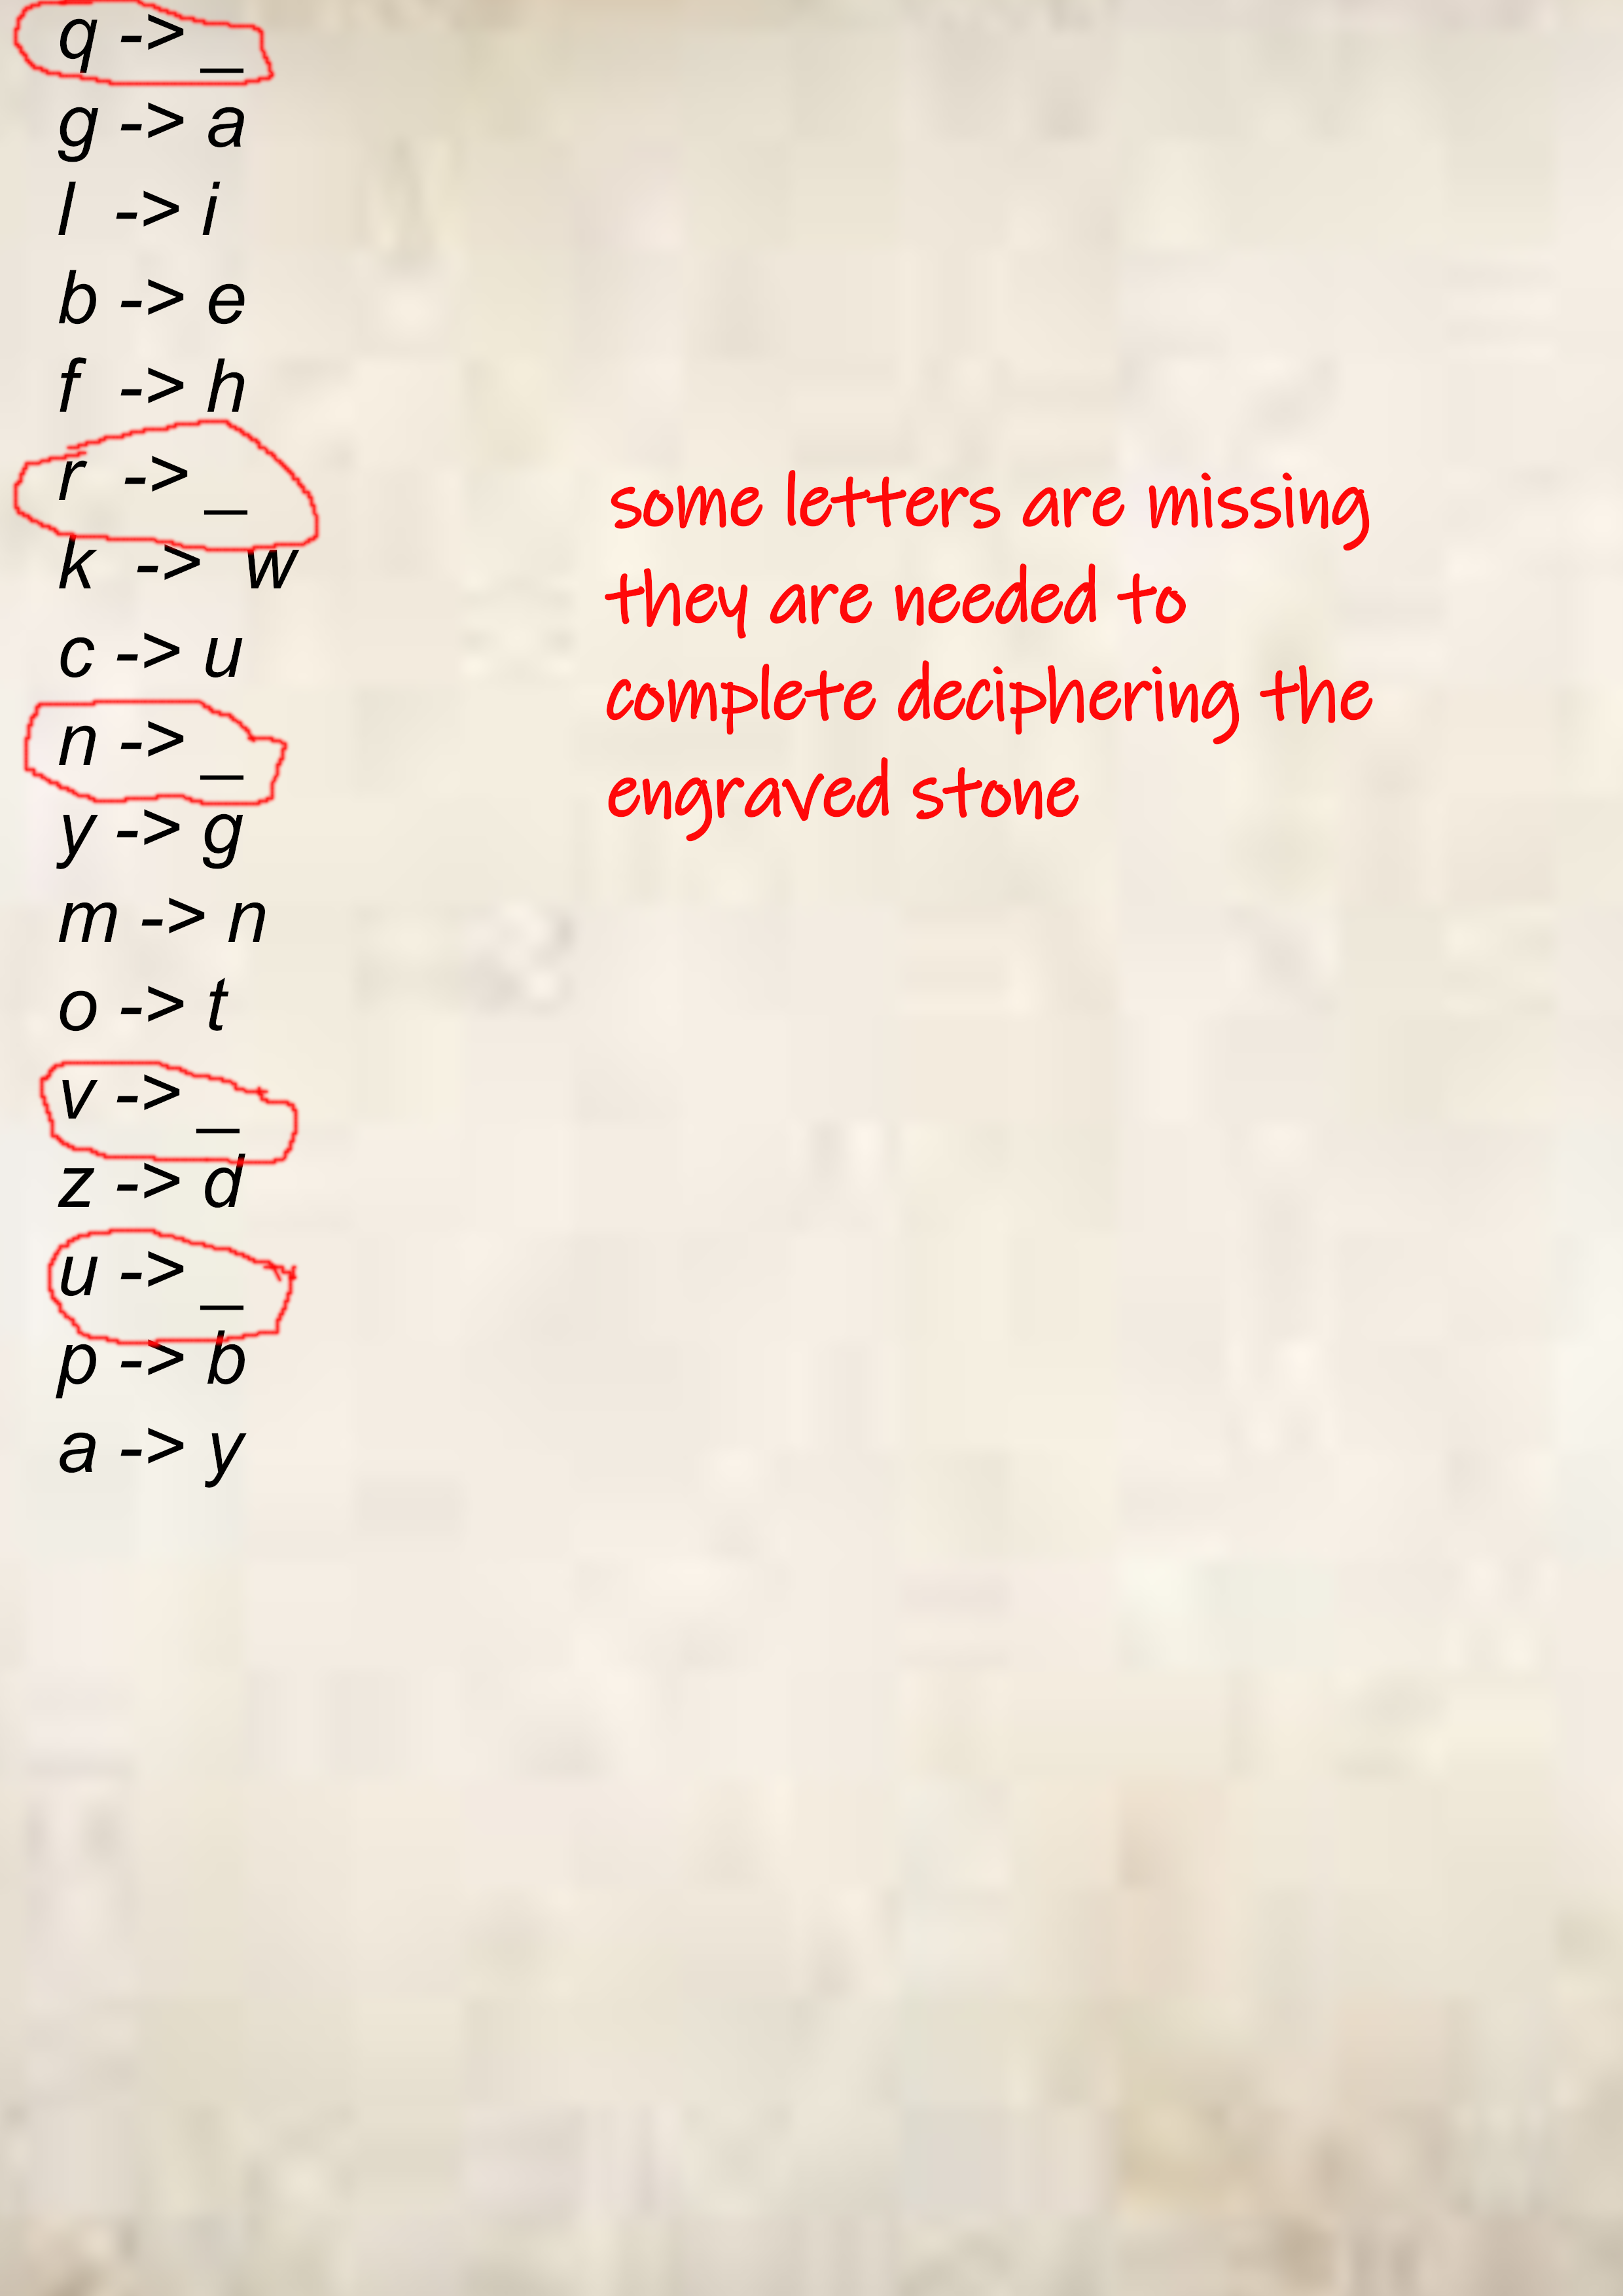 q -> _
g -> a
l -> i
b -> e
f -> h
r -> _
k -> w
c -> u
n -> _
y -> g
m -> n
o -> t
v -> _
z -> d
u -> _
p -> b
a -> y
some letters are missing
they are needed to
complete deciphering the
engraved stone